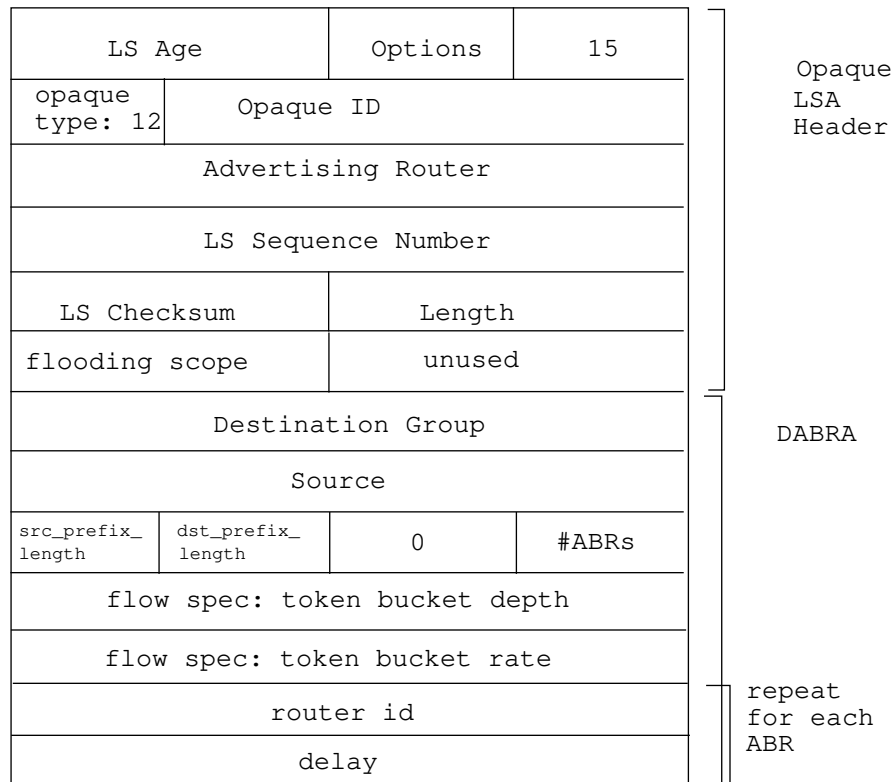 LS Age
Options
15
opaque
type: 12
Opaque ID
Advertising Router
LS Sequence Number
LS Checksum
Length
flooding scope
unused
Opaque
LSA
Header
Destination Group
Source
src_prefix_
length
dst_prefix_
length
0
#ABRs
flow spec: token bucket depth
flow spec: token bucket rate
DABRA
router id
delay
repeat
for each
ABR